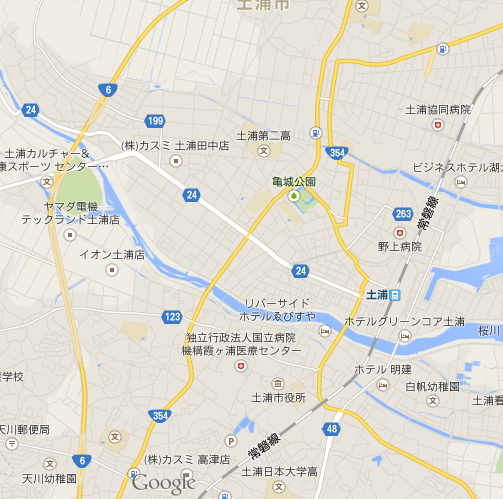 土浦市
6
24
199
土浦協同病院
(株)カスミ 土浦田中店
土浦第二高
354
土浦カルチャー&
康スポーツ センター…
ビジネスホテル湖北
亀城公園
24
ヤマダ電機
テックランド土浦店
263
常磐線
野上病院
イオン土浦店
24
土浦
リバーサイド
ホテルゑびすや
123
ホテルグリーンコア土浦
桜川
独立行政法人国立病院
機構霞ヶ浦医療センター
ホテル 明建
学校
白帆幼稚園
土浦市役所
土浦看
354
48
天川郵便局
常磐線
P
6
(株)カスミ 高津店
天川幼稚園
土浦日本大学高
Google